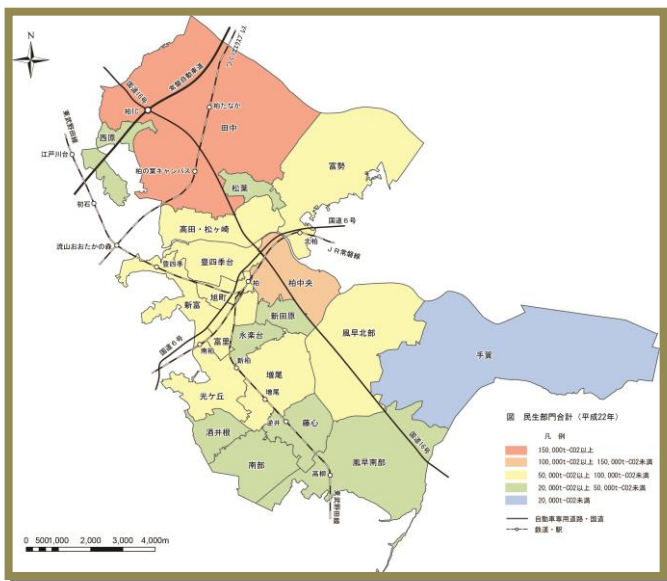 N
国道16号
常磐自動車道
つくばエクスプレス
柏IC
柏たなか
田中
東武野田線
西原
江戸川台
富勢
柏の葉キャンパス
松葉
初石
高田・松ヶ崎
国道6号
北柏
JR常磐線
流山おおたかの森
豊四季
豊四季台
柏
柏中央
旭町
新富
新田原
風早北部
手賀
国道6号
富里
永楽台
南柏
新柏
増尾
光ケ丘
増尾
酒井根
逆井
藤心
国道16号
南部
風早南部
高柳
東武野田線
図 民生部門合計(平成22年)
凡 例
150,000t-CO2以上
100,000t-CO2以上 150,000t-CO2未満
50,000t-CO2以上 100,000t-CO2未満
20,000t-CO2以上 50,000t-CO2未満
20,000t-CO2未満
自動車専用道路・国道
鉄道・駅
0 500 1,000 2,000 3,000 4,000m